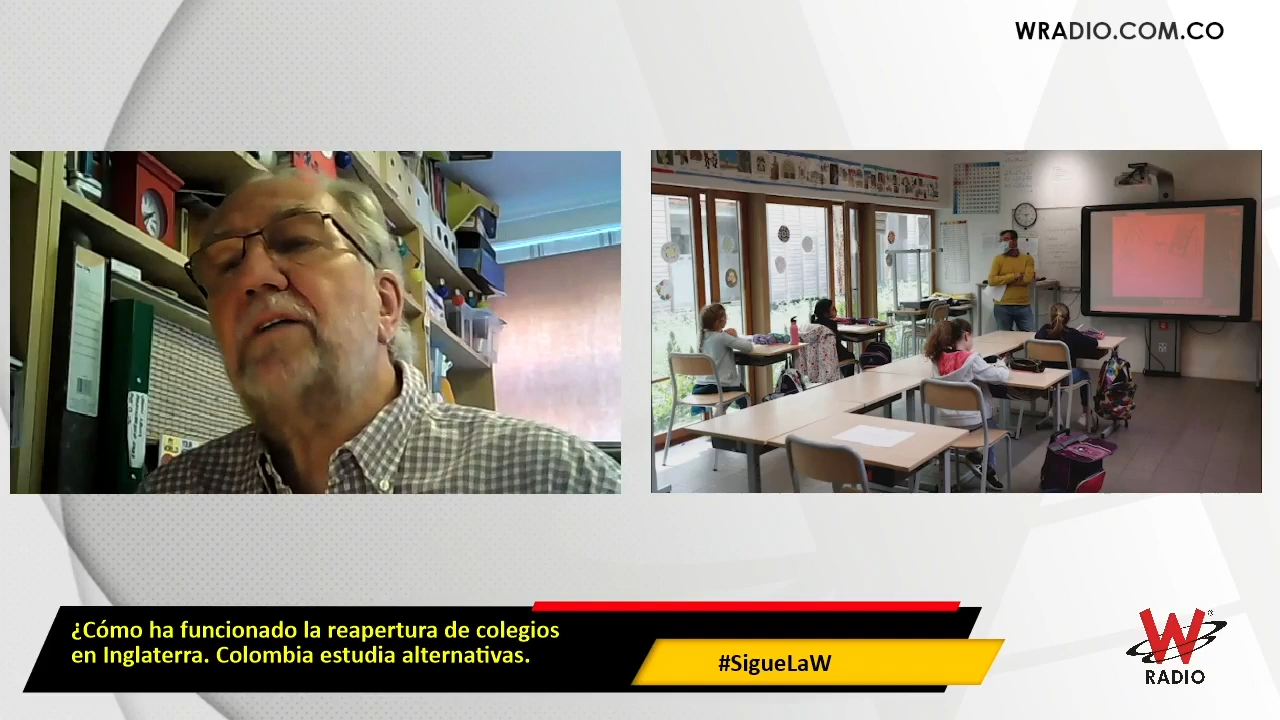 WRADIO.COM.CO
¿Cómo ha funcionado la reapertura de colegios
en Inglaterra. Colombia estudia alternativas.
#SigueLaW
W®
RADIO